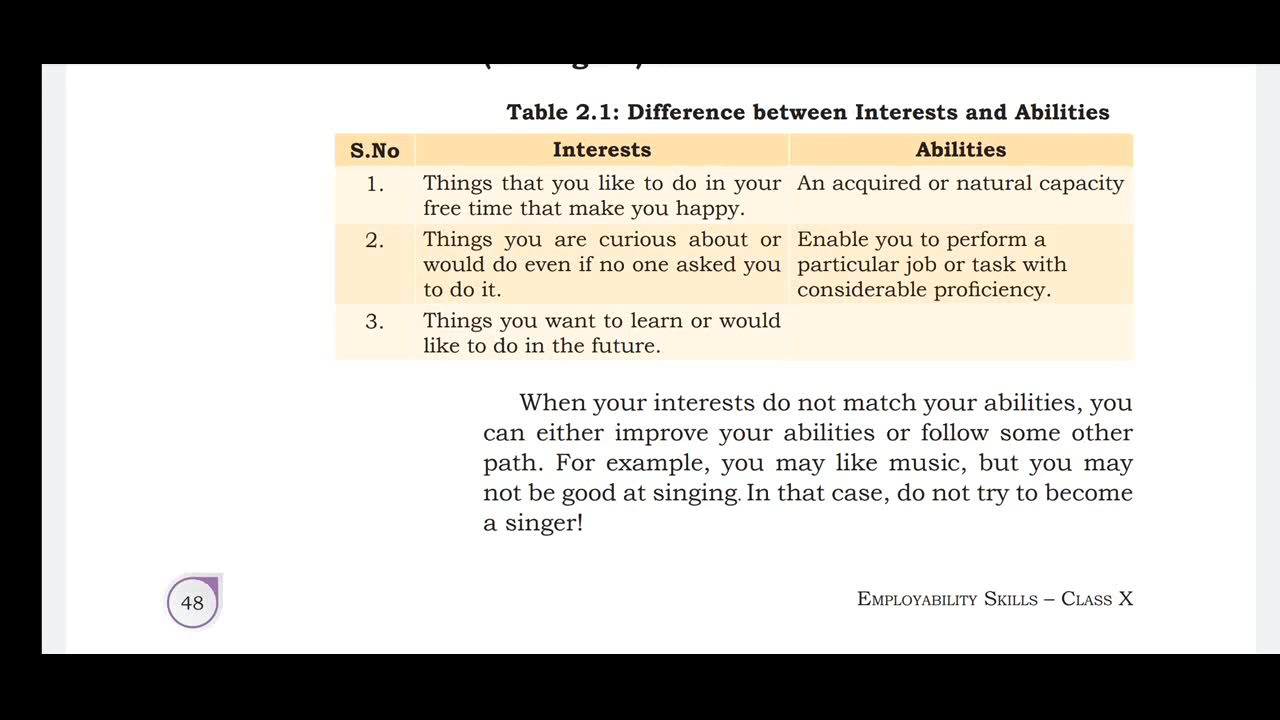 Table 2.1: Difference between Interests and Abilities
S.No Interests Abilities
1. Things that you like to do in your An acquired or natural capacity
free time that make you happy.
2. Things you are curious about or Enable you to perform a
would do even if no one asked you particular job or task with
to do it. considerable proficiency.
3. Things you want to learn or would
like to do in the future.
When your interests do not match your abilities, you
can either improve your abilities or follow some other
path. For example, you may like music, but you may
not be good at singing. In that case, do not try to become
a singer!
48
Employability Skills – Class X